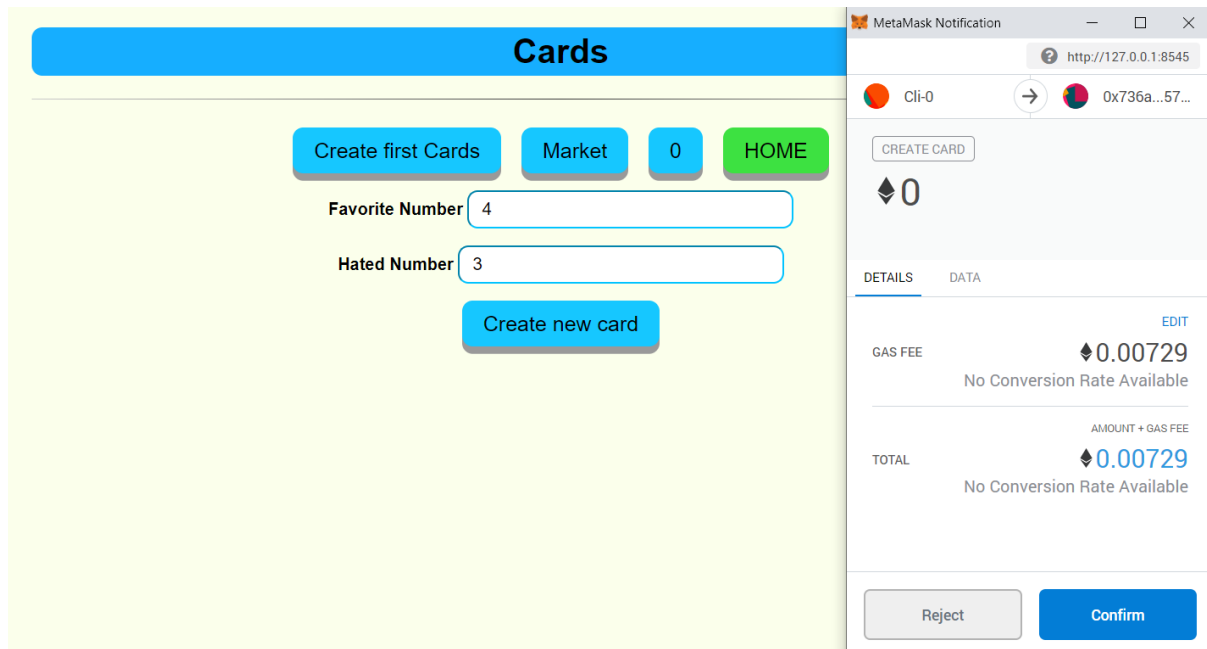 Cards
Create first Cards Market 0 HOME
Favorite Number 4
Hated Number 3
Create new card
MetaMask Notification
http://127.0.0.1:8545
Cli-0 0x736a...57...
CREATE CARD
0
DETAILS DATA
EDIT
GAS FEE 0.00729
No Conversion Rate Available
AMOUNT + GAS FEE
TOTAL 0.00729
No Conversion Rate Available
Reject Confirm